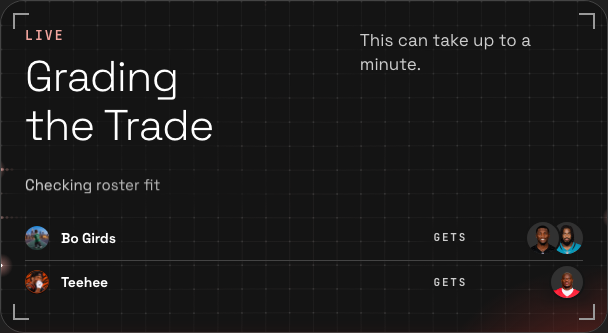 LIVE
Grading
the Trade
This can take up to a
minute.
Checking roster fit
Bo Girds
GETS
Teehee
GETS